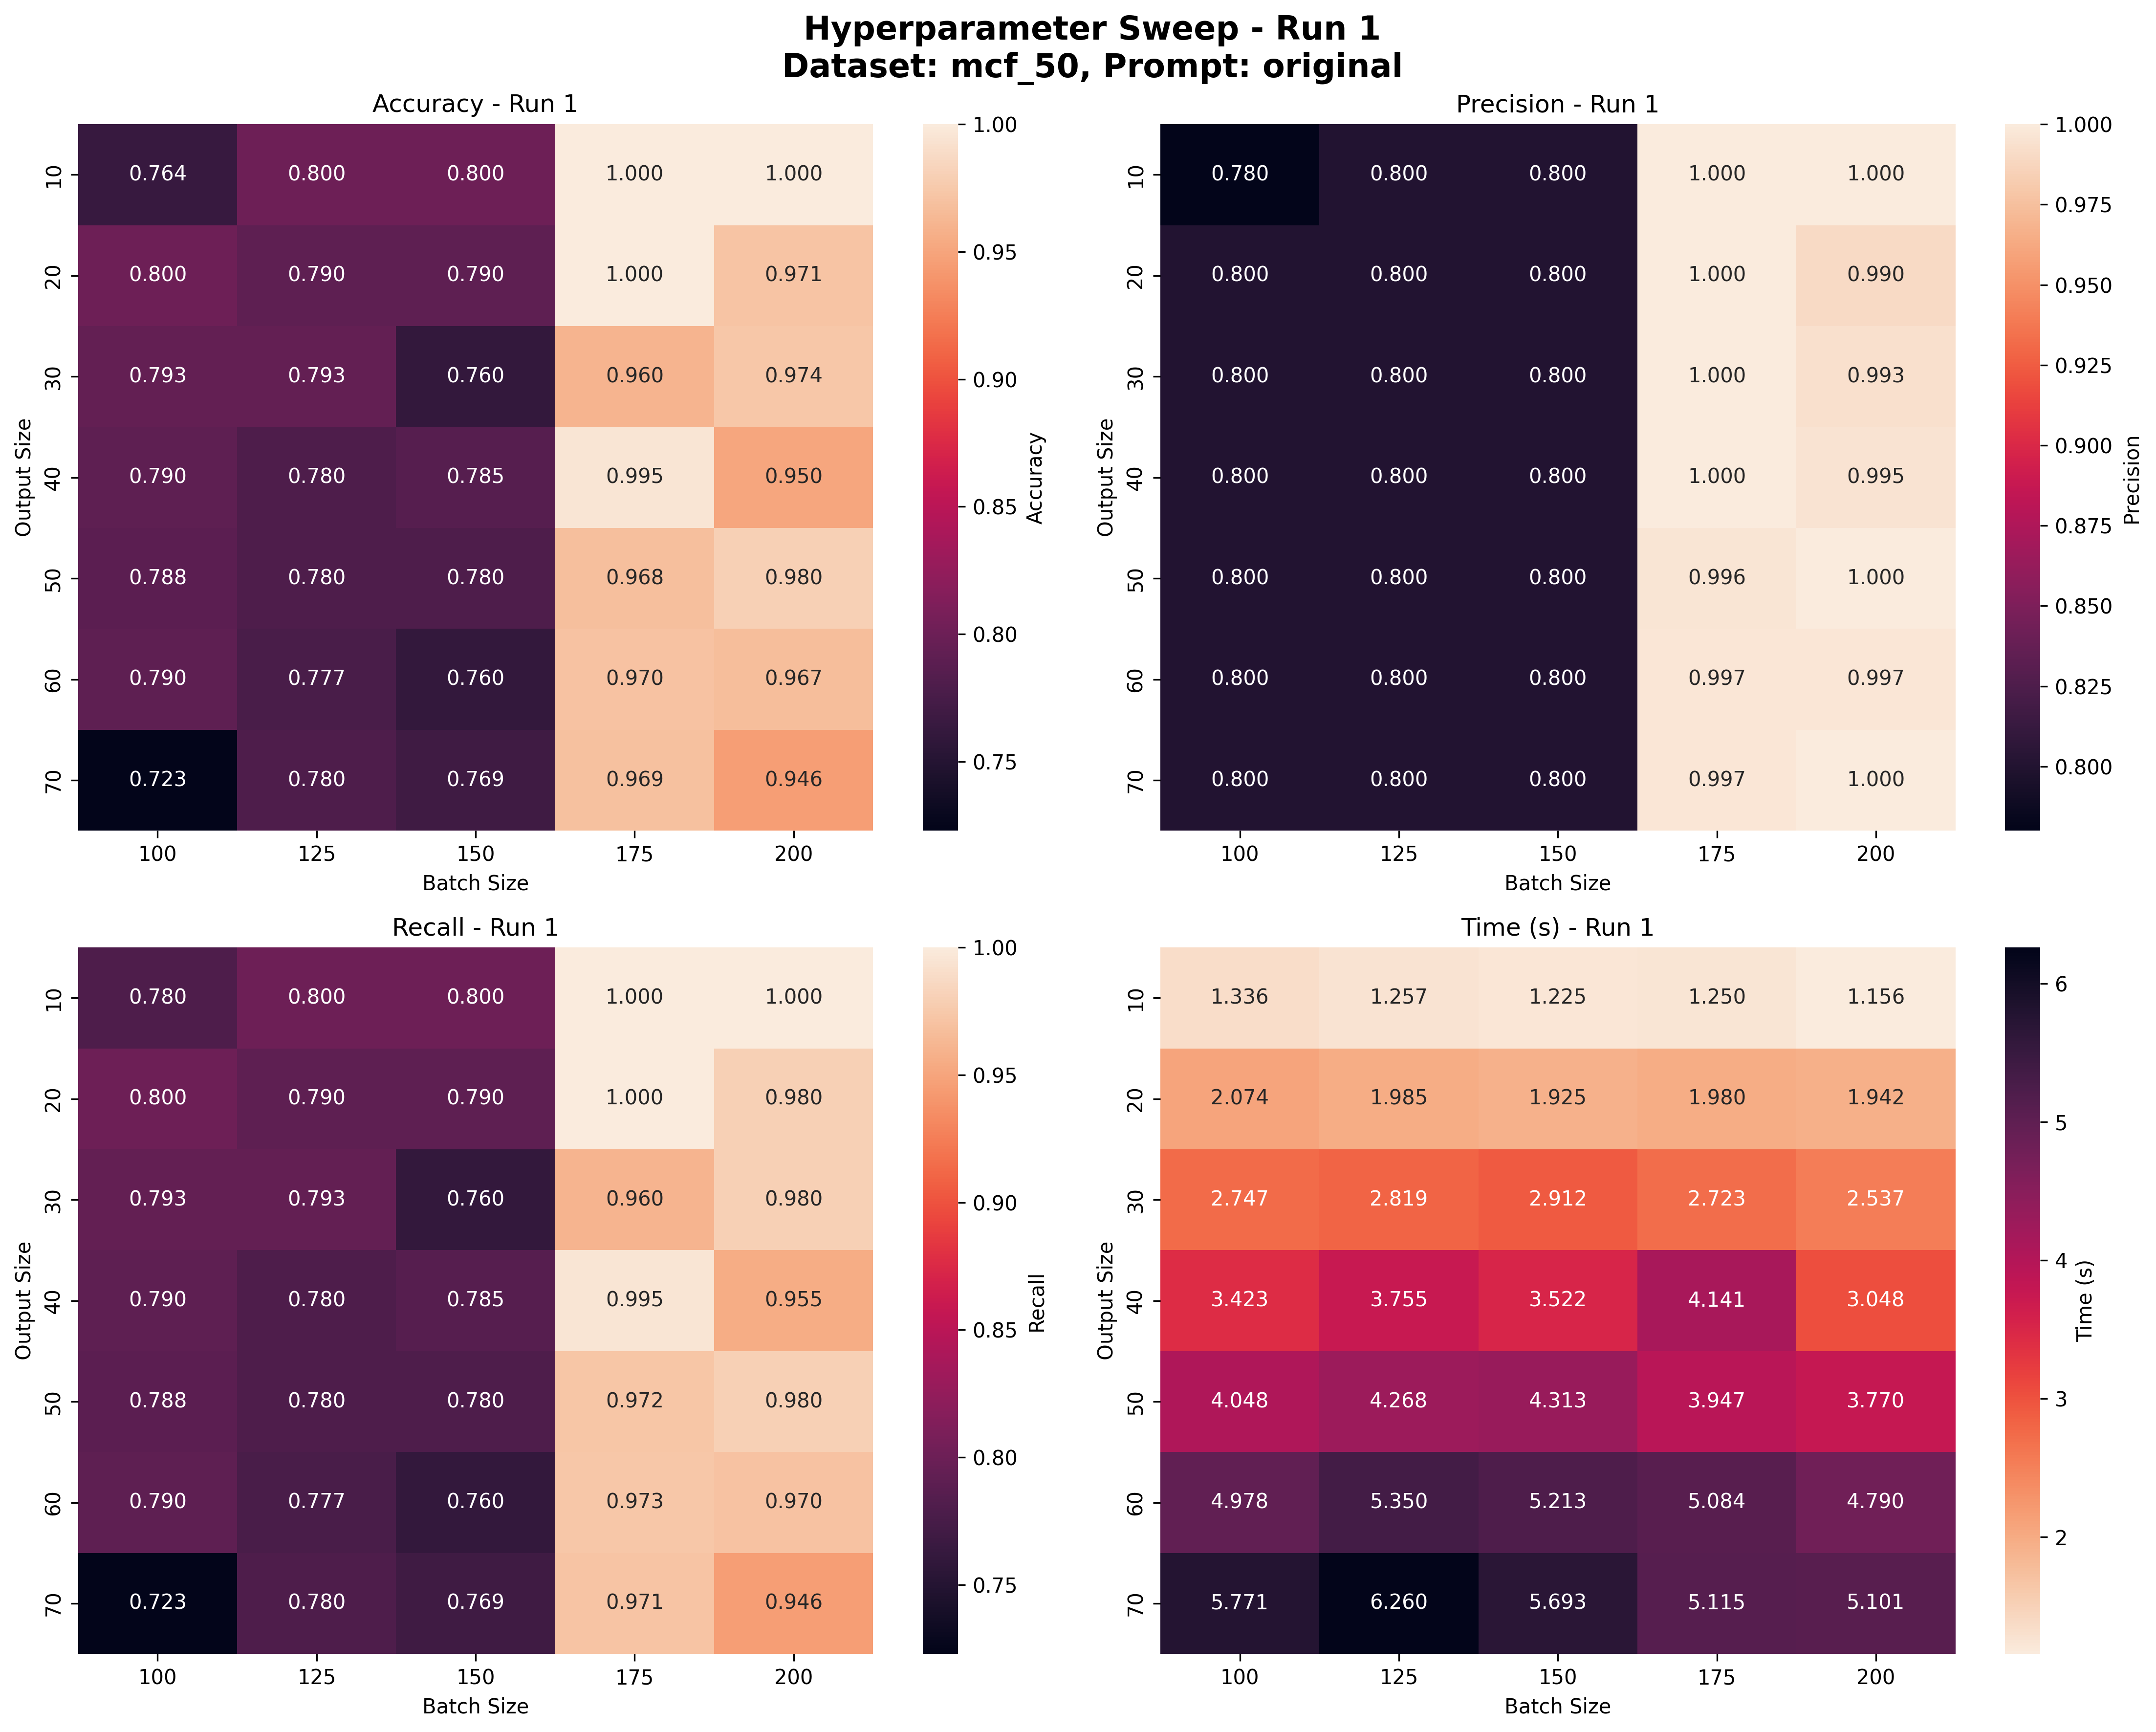 Hyperparameter Sweep - Run 1
Dataset: mcf_50, Prompt: original
Accuracy - Run 1
Output Size
10 0.764 0.800 0.800 1.000 1.000
20 0.800 0.790 0.790 1.000 0.971
30 0.793 0.793 0.760 0.960 0.974
40 0.790 0.780 0.785 0.995 0.950
50 0.788 0.780 0.780 0.968 0.980
60 0.790 0.777 0.760 0.970 0.967
70 0.723 0.780 0.769 0.969 0.946
100 125 150 175 200
Batch Size
1.00
0.95
0.90
0.85
0.80
0.75
Accuracy
Precision - Run 1
Output Size
10 0.780 0.800 0.800 1.000 1.000
20 0.800 0.800 0.800 1.000 0.990
30 0.800 0.800 0.800 1.000 0.993
40 0.800 0.800 0.800 1.000 0.995
50 0.800 0.800 0.800 0.996 1.000
60 0.800 0.800 0.800 0.997 0.997
70 0.800 0.800 0.800 0.997 1.000
100 125 150 175 200
Batch Size
1.000
0.975
0.950
0.925
0.900
0.875
0.850
0.825
0.800
Precision
Recall - Run 1
Output Size
10 0.780 0.800 0.800 1.000 1.000
20 0.800 0.790 0.790 1.000 0.980
30 0.793 0.793 0.760 0.960 0.980
40 0.790 0.780 0.785 0.995 0.955
50 0.788 0.780 0.780 0.972 0.980
60 0.790 0.777 0.760 0.973 0.970
70 0.723 0.780 0.769 0.971 0.946
100 125 150 175 200
Batch Size
1.00
0.95
0.90
0.85
0.80
0.75
Recall
Time (s) - Run 1
Output Size
10 1.336 1.257 1.225 1.250 1.156
20 2.074 1.985 1.925 1.980 1.942
30 2.747 2.819 2.912 2.723 2.537
40 3.423 3.755 3.522 4.141 3.048
50 4.048 4.268 4.313 3.947 3.770
60 4.978 5.350 5.213 5.084 4.790
70 5.771 6.260 5.693 5.115 5.101
100 125 150 175 200
Batch Size
6
5
4
3
2
Time (s)